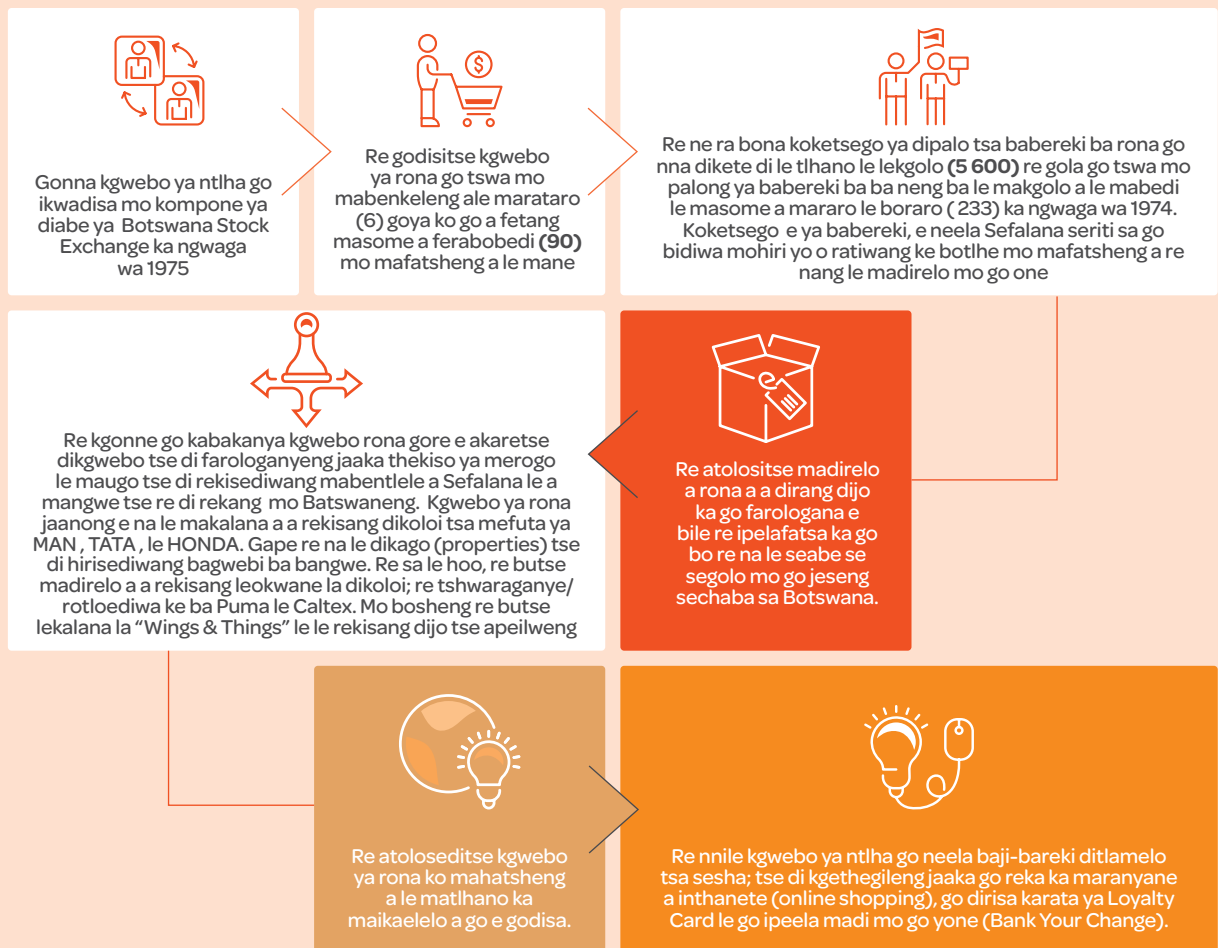 Gonna kgwebo ya ntlha go
ikwadisa mo kompone ya
diabe ya Botswana Stock
Exchange ka ngwaga
wa 1975
$
Re godisitse kgwebo
ya rona go tswa mo
mabenkeleng ale marataro
(6) goya ko go a fetang
masome a ferabobedi (90)
mo mafatsheng a le mane
Re ne ra bona koketsego ya dipalo tsa babereki ba rona go
nna dikete di le tlhano le lekgolo (5 600) re gola go tswa mo
palong ya babereki ba ba neng ba le makgolo a le mabedi
le masome a mararo le boraro ( 233) ka ngwaga wa 1974.
Koketsego e ya babereki, e neela Sefalana seriti sa go
bidiwa mohiri yo o ratiwang ke botlhe mo mafatsheng a re
nang le madirelo mo go one
Re kgonne go kabakanya kgwebo rona gore e akaretse
dikgwebo tse di farologanyeng jaaka thekiso ya merogo
le maugo tse di rekisediwang mabentlele a Sefalana le a
mangwe tse re di rekang mo Batswaneng. Kgwebo ya rona
jaanong e na le makalana a a rekisang dikoloi tsa mefuta ya
MAN , TATA , le HONDA. Gape re na le dikago (properties) tse
di hirisediwang bagwebi ba bangwe. Re sa le hoo, re butse
madirelo a a rekisang leokwane la dikoloi; re tshwaraganye/
rotloediwa ke ba Puma le Caltex. Mo bosheng re butse
lekalana la “Wings & Things” le le rekisang dijo tse apeilweng
Re atolositse madirelo
a rona a a dirang dijo
ka go farologana e
bile re ipelafatsa ka go
bo re na le seabe se
segolo mo go jeseng
sechaba sa Botswana.
Re atoloseditse kgwebo
ya rona ko mahatsheng
a le matlhano ka
maikaelelo a go e godisa.
Re nnile kgwebo ya ntlha go neela baji-bareki ditlamelo
tsa sesha; tse di kgethegileng jaaka go reka ka maranyane
a inthanete (online shopping), go dirisa karata ya Loyalty
Card le go ipeela madi mo go yone (Bank Your Change).